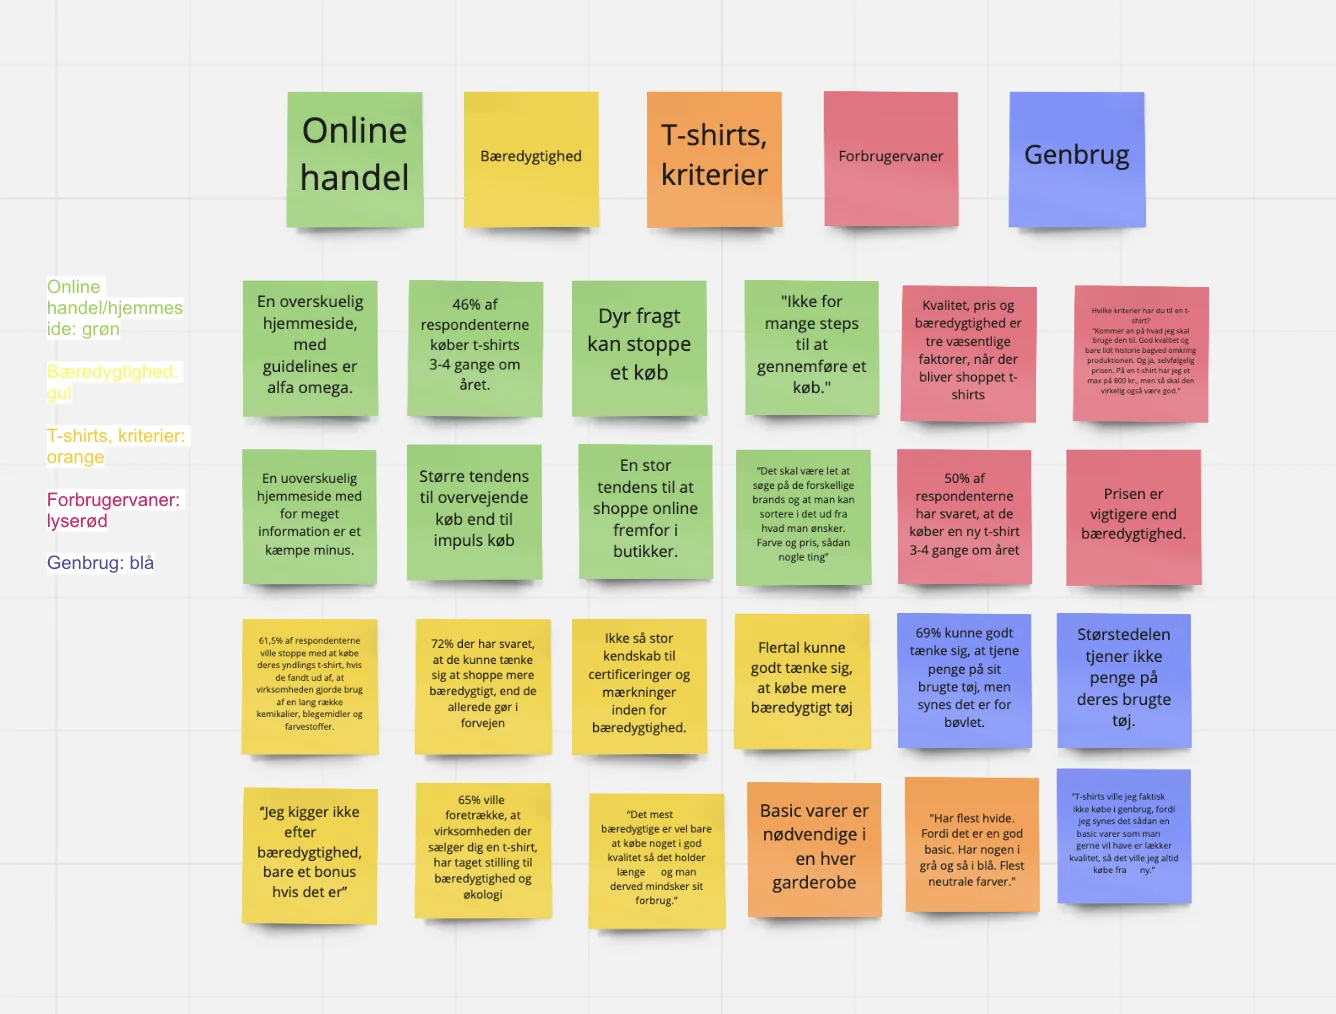 Online
handel
Bæredygtighed
T-shirts,
kriterier
Forbrugervaner
Genbrug
Online
handel/hjemmes
ide: grøn
Bæredygtighed:
gul
T-shirts, kriterier:
orange
Forbrugervaner:
lyserød
Genbrug: blå
En overskuelig
hjemmeside,
med
guidelines er
alfa omega.
46% af
respondenterne
køber t-shirts
3-4 gange om
året.
Dyr fragt
kan stoppe
et køb
"Ikke for
mange steps
til at
gennemføre et
køb."
Kvalitet, pris og
bæredygtighed er
tre væsentlige
faktorer, når der
bliver shoppet t-
shirts
Hvilke kriterier har du til en t-
shirt?
"Kommer an på hvad jeg skal
bruge den til. God kvalitet og
bare lidt historie bagved omkring
produktionen. Og ja, selvfølgelig
prisen. På en t-shirt har jeg et
max på 800 kr., men så skal den
virkelig også være god."
En uoverskuelig
hjemmeside med
for meget
information er et
kæmpe minus.
Større tendens
til overvejende
køb end til
impuls køb
En stor
tendens til at
shoppe online
fremfor i
butikker.
"Det skal være let at
søge på de forskellige
brands og at man kan
sortere i det ud fra
hvad man ønsker.
Farve og pris, sådan
nogle ting"
50% af
respondenterne
har svaret, at de
køber en ny t-shirt
3-4 gange om året
Prisen er
vigtigere end
bæredygtighed.
61,5% af respondenterne
ville stoppe med at købe
deres yndlings t-shirt, hvis
de fandt ud af, at
virksomheden gjorde brug
af en lang række
kemikalier, blegemidler og
farvestoffer.
72% der har svaret,
at de kunne tænke
sig at shoppe mere
bæredygtigt, end de
allerede gør i
forvejen
Ikke så stor
kendskab til
certificeringer og
mærkninger
inden for
bæredygtighed.
Flertal kunne
godt tænke sig,
at købe mere
bæredygtigt tøj
69% kunne godt
tænke sig, at tjene
penge på sit
brugte tøj, men
synes det er for
bøvlet.
Størstedelen
tjener ikke
penge på
deres brugte
tøj.
"Jeg kigger ikke
efter
bæredygtighed,
bare et bonus
hvis det er"
65% ville
foretrække, at
virksomheden der
sælger dig en t-shirt,
har taget stilling til
bæredygtighed og
økologi
"Det mest
bæredygtige er vel bare
at købe noget i god
kvalitet så det holder
længe og man
derved mindsker sit
forbrug."
Basic varer er
nødvendige i
en hver
garderobe
"Har flest hvide.
Fordi det er en god
basic. Har nogen i
grå og så i blå. Flest
neutrale farver."
"T-shirts ville jeg faktisk
ikke købe i genbrug, fordi
jeg synes det sådan en
basic varer som man
gerne vil have er lækker
kvalitet, så det ville jeg altid
købe fra ny."